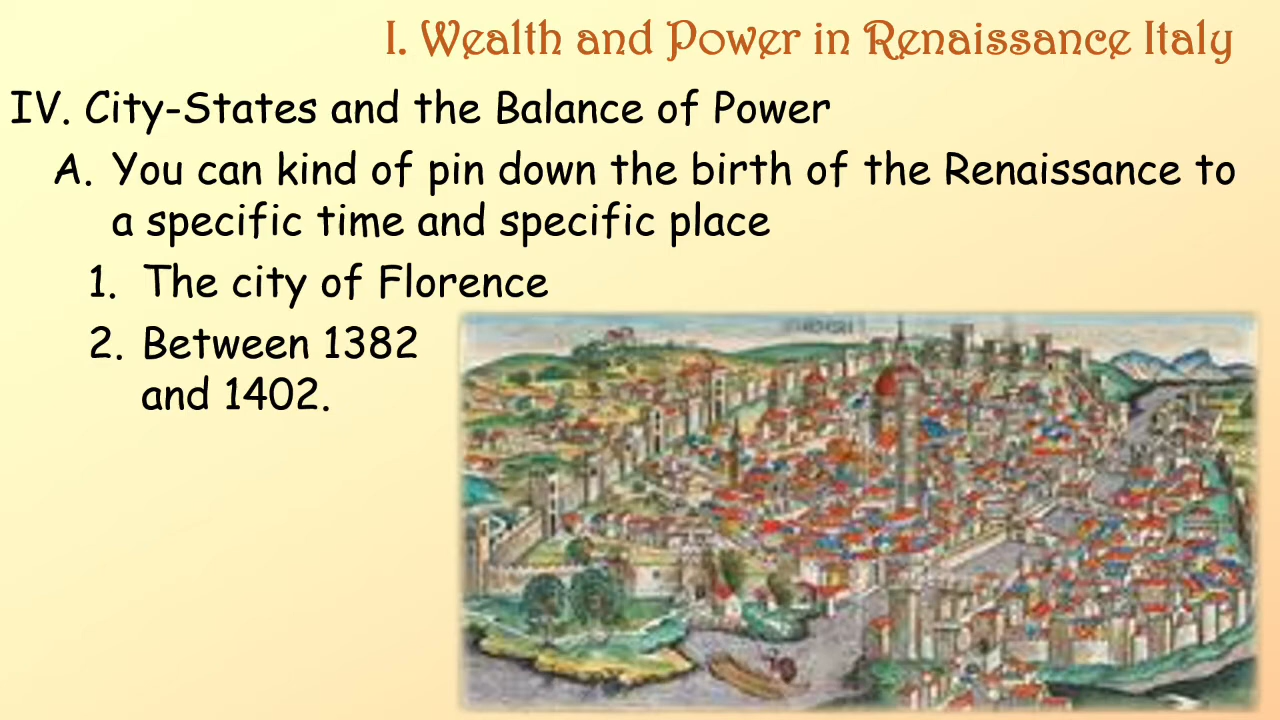 I. Wealth and Power in Renaissance Italy
IV. City-States and the Balance of Power
A. You can kind of pin down the birth of the Renaissance to
a specific time and specific place
1. The city of Florence
2. Between 1382
and 1402.